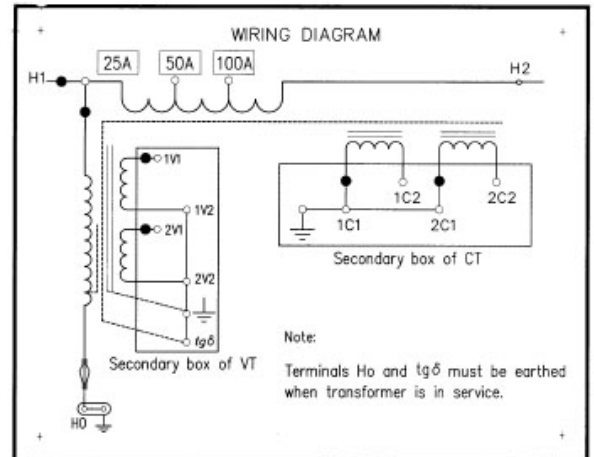 WIRING DIAGRAM
25A 50A 100A
H1 H2
1V1
1V2
2V1
2V2
tgδ
Secondary box of VT
1C2 2C2
1C1 2C1
Secondary box of CT
Note:
Terminals Ho and tgδ must be earthed
when transformer is in service.
HO